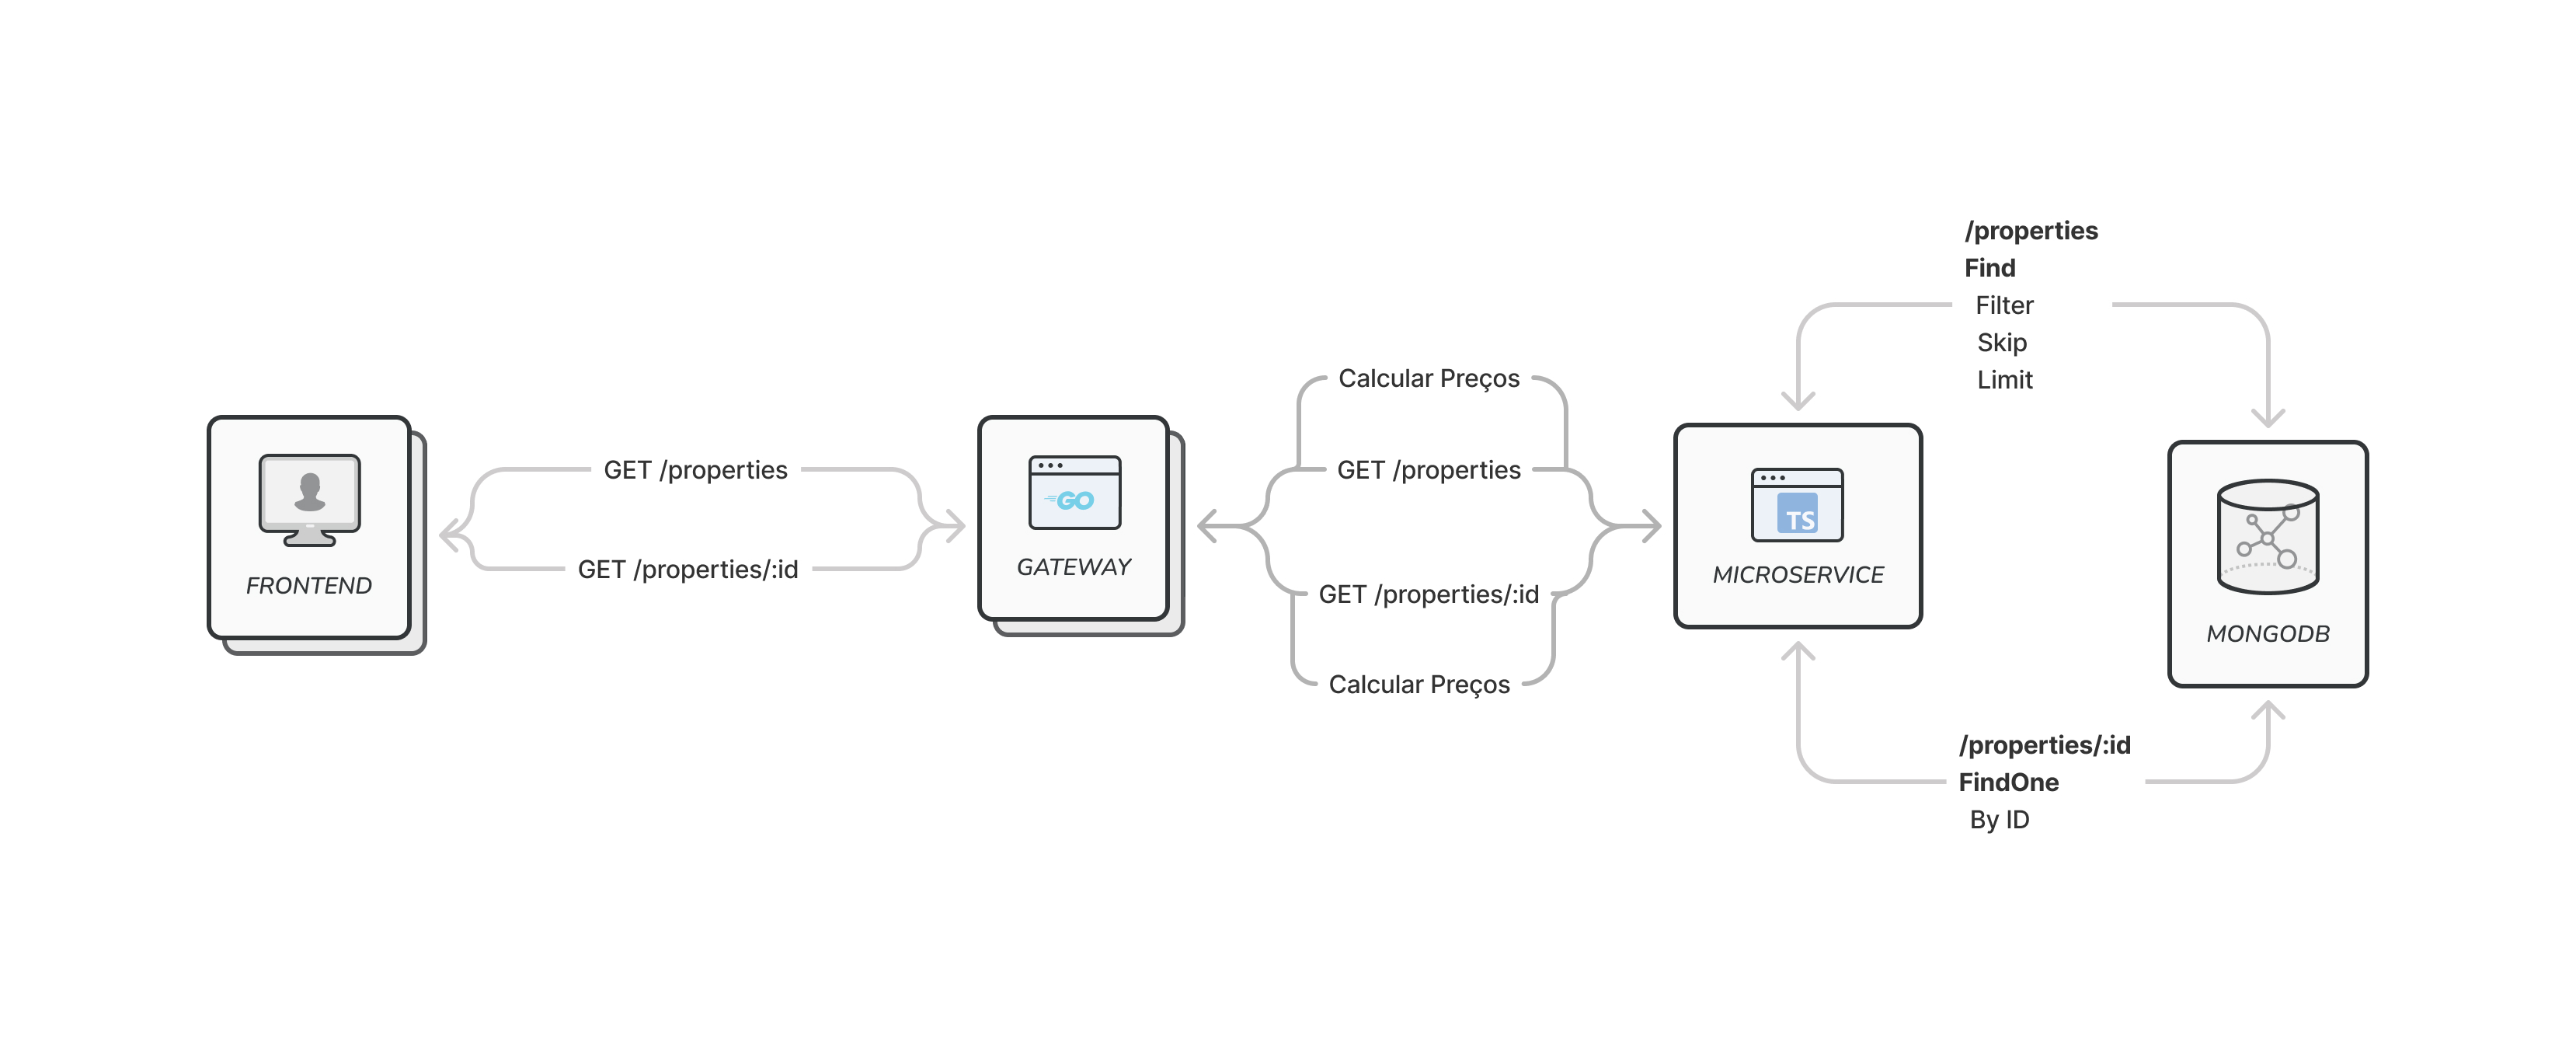 FRONTEND
GET /properties
GET /properties/:id
GO
GATEWAY
Calcular Preços
GET /properties
GET /properties/:id
Calcular Preços
TS
MICROSERVICE
/properties
Find
Filter
Skip
Limit
/properties/:id
FindOne
By ID
MONGODB